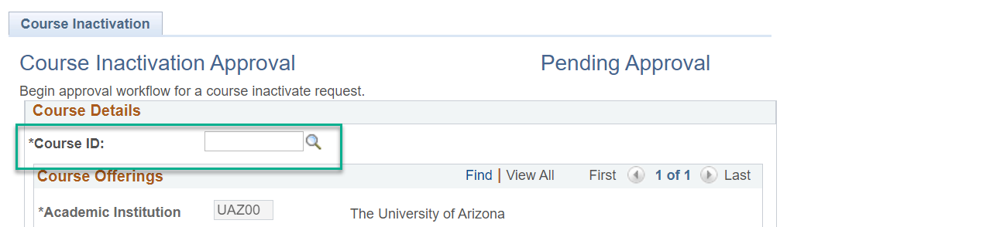 Course Inactivation
Course Inactivation Approval Pending Approval
Begin approval workflow for a course inactivate request.
Course Details
*Course ID:
Course Offerings Find | View All First 1 of 1 Last
*Academic Institution UAZ00 The University of Arizona